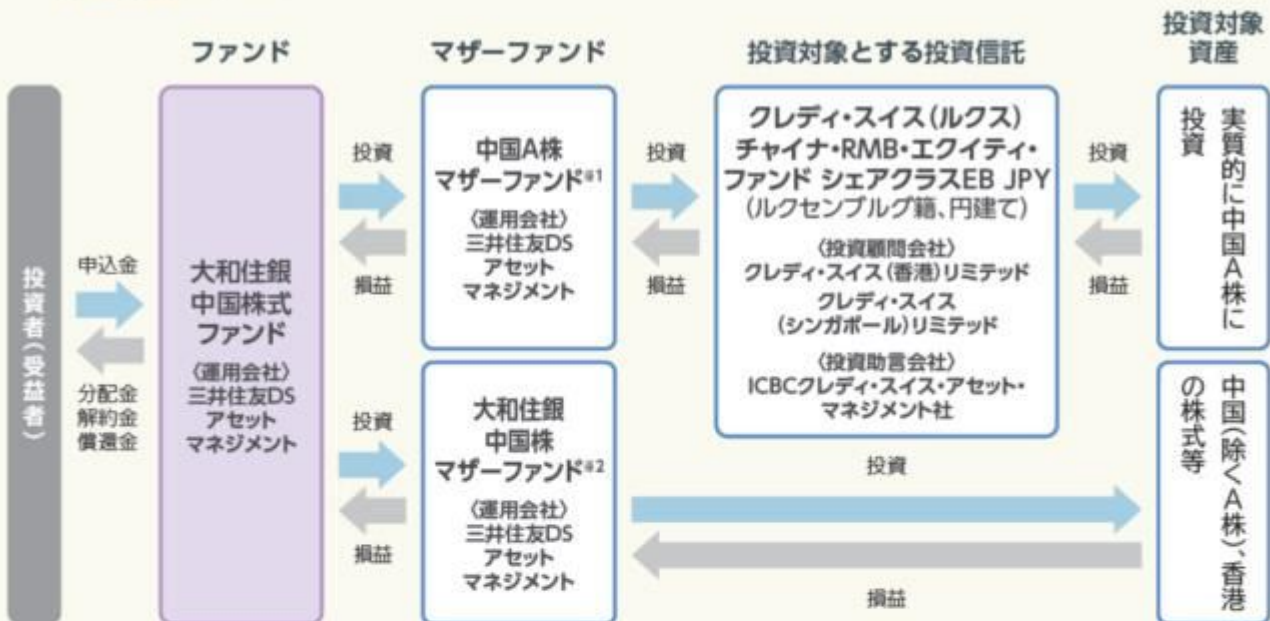 ファンド
マザーファンド
投資対象とする投資信託
投資対象
資産
投資者(受益者)
申込金
分配金
解約金
償還金
大和住銀
中国株式
ファンド
〈運用会社〉
三井住友DS
アセット
マネジメント
投資
損益
中国A株
マザーファンド※1
〈運用会社〉
三井住友DS
アセット
マネジメント
投資
損益
クレディ・スイス(ルクス)
チャイナ・RMB・エクイティ・
ファンド シェアクラスEB JPY
(ルクセンブルグ籍、円建て)
〈投資顧問会社〉
クレディ・スイス(香港)リミテッド
クレディ・スイス
(シンガポール)リミテッド
〈投資助言会社〉
ICBCクレディ・スイス・アセット・
マネジメント社
投資
損益
実質的に中国A株に
投資
投資
損益
大和住銀
中国株
マザーファンド※2
〈運用会社〉
三井住友DS
アセット
マネジメント
投資
損益
中国(除くA株)、香港
の株式等